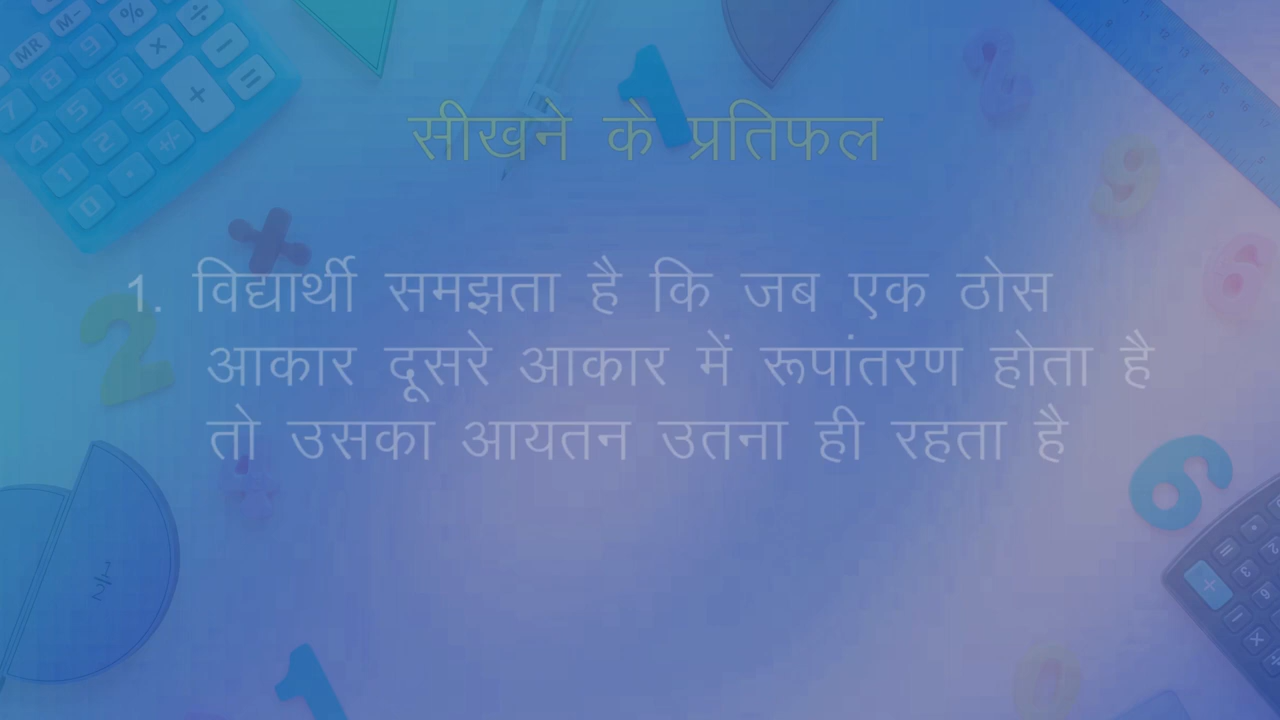 सीखने के प्रतिफल
1. विद्यार्थी समझता है कि जब एक ठोस
आकार दूसरे आकार में रूपांतरण होता है
तो उसका आयतन उतना ही रहता है